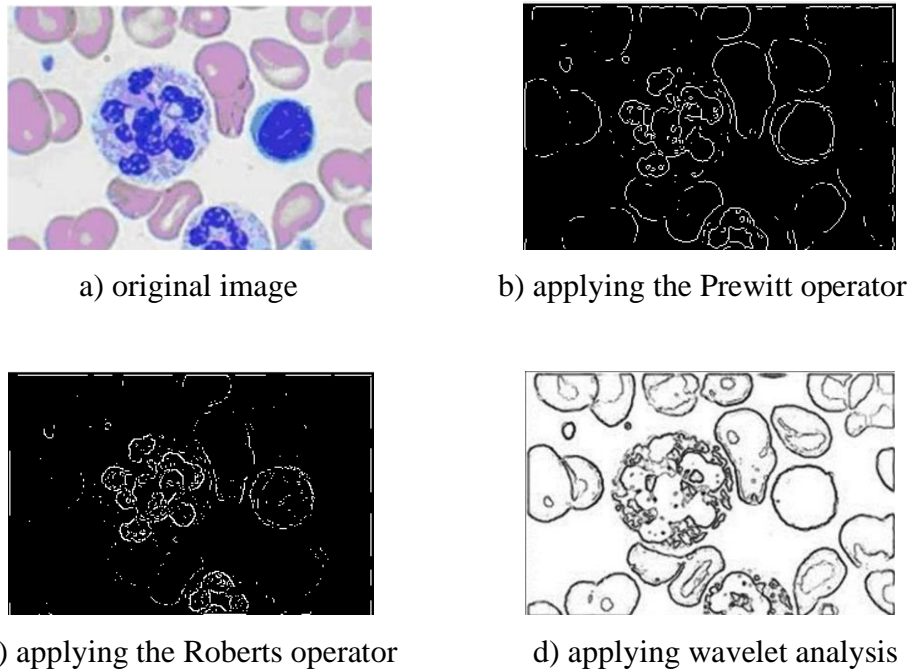 a) original image
b) applying the Prewitt operator
) applying the Roberts operator
d) applying wavelet analysis